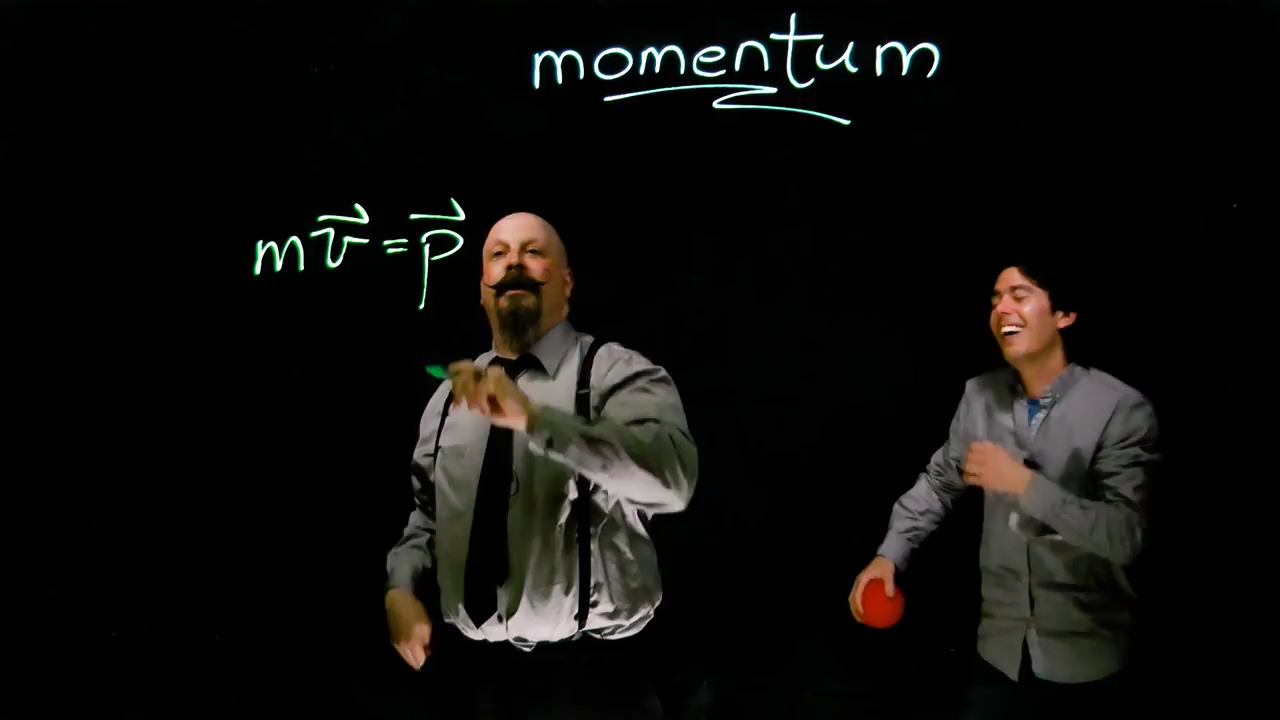 momentum
m𝑣⃗ = p⃗